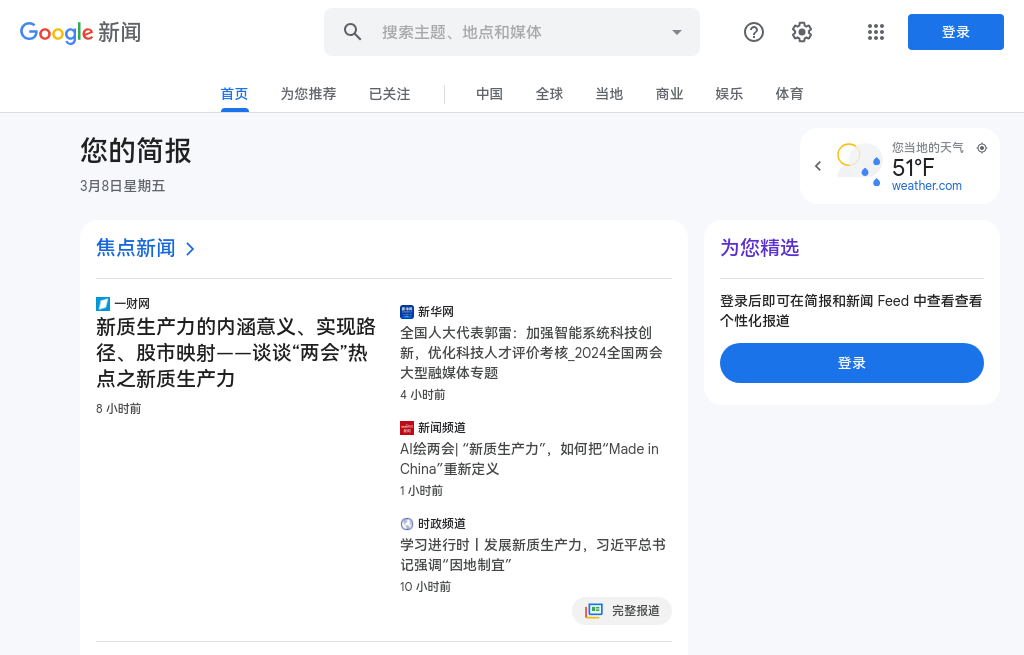 Google 新闻
搜索主题、地点和媒体
登录
首页
为您推荐
已关注
中国
全球
当地
商业
娱乐
体育
您的简报
3月8日星期五
您当地的天气
51°F
weather.com
焦点新闻
一财网
新质生产力的内涵意义、实现路
径、股市映射——谈谈“两会”热
点之新质生产力
8 小时前
新华网
全国人大代表郭雷：加强智能系统科技创
新，优化科技人才评价考核_2024全国两会
大型融媒体专题
4 小时前
新闻频道
AI绘两会| “新质生产力”，如何把“Made in
China”重新定义
1 小时前
时政频道
学习进行时丨发展新质生产力，习近平总书
记强调“因地制宜”
10 小时前
完整报道
为您精选
登录后即可在简报和新闻 Feed 中查看查看
个性化报道
登录